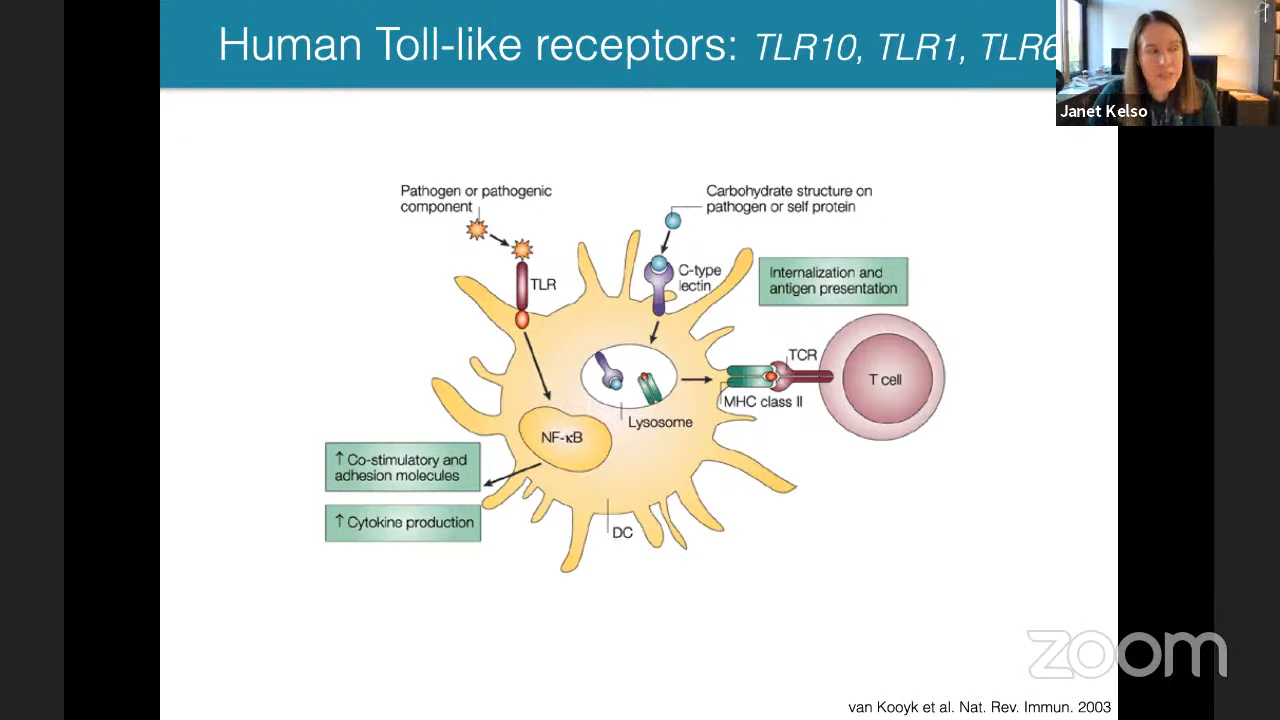 Human Toll-like receptors: TLR10, TLR1, TLR6
Janet Kelso
Pathogen or pathogenic
component
Carbohydrate structure on
pathogen or self protein
TLR
C-type
lectin
Internalization and
antigen presentation
TCR
T cell
MHC class II
Lysosome
NF-κB
↑ Co-stimulatory and
adhesion molecules
↑ Cytokine production
DC
zoom
van Kooyk et al. Nat. Rev. Immun. 2003